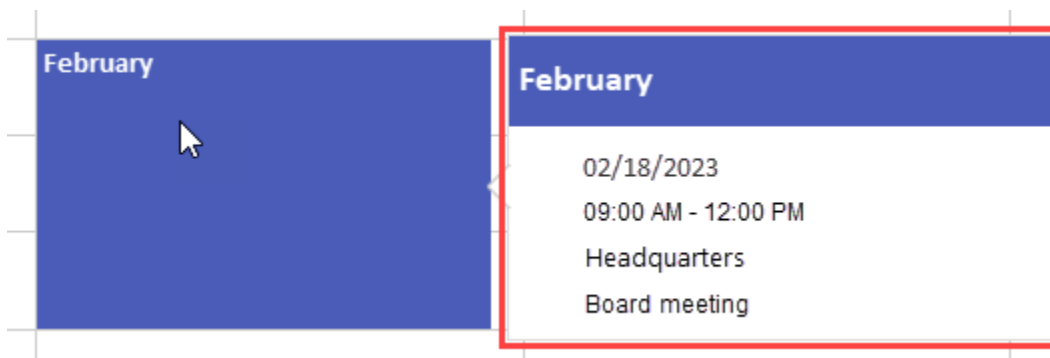 February
February
02/18/2023
09:00 AM - 12:00 PM
Headquarters
Board meeting